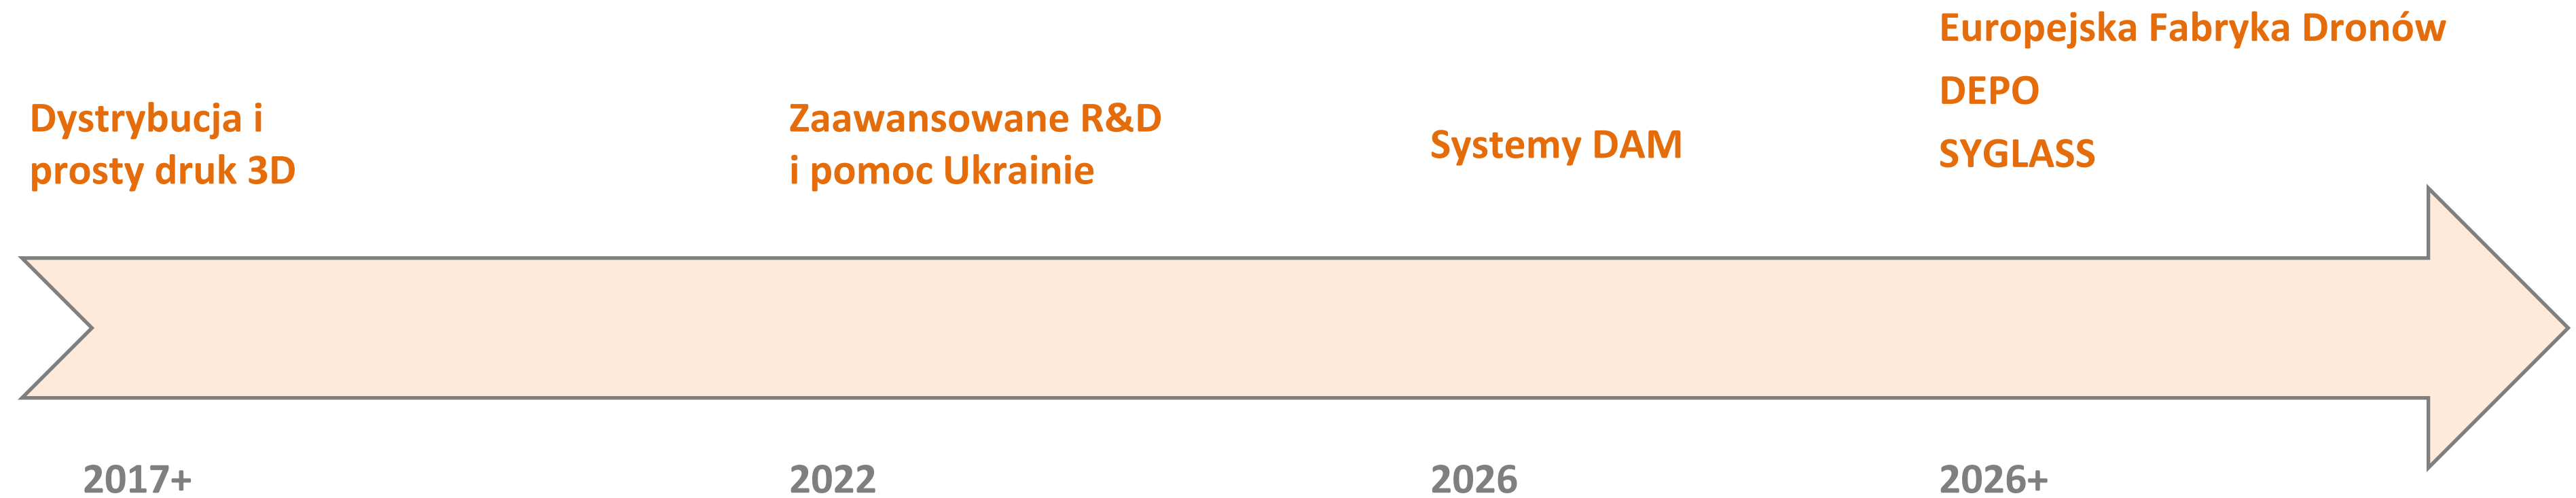 Dystrybucja i
prosty druk 3D
Zaawansowane R&D
i pomoc Ukrainie
Systemy DAM
Europejska Fabryka Dronów
DEPO
SYGLASS
2017+
2022
2026
2026+